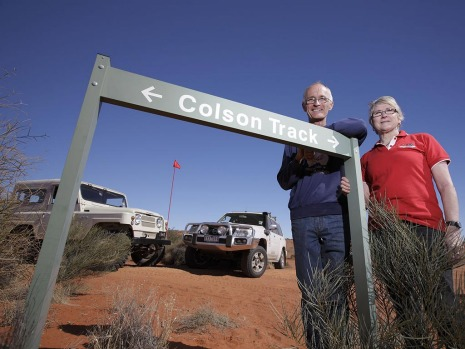 ← Colson Track →